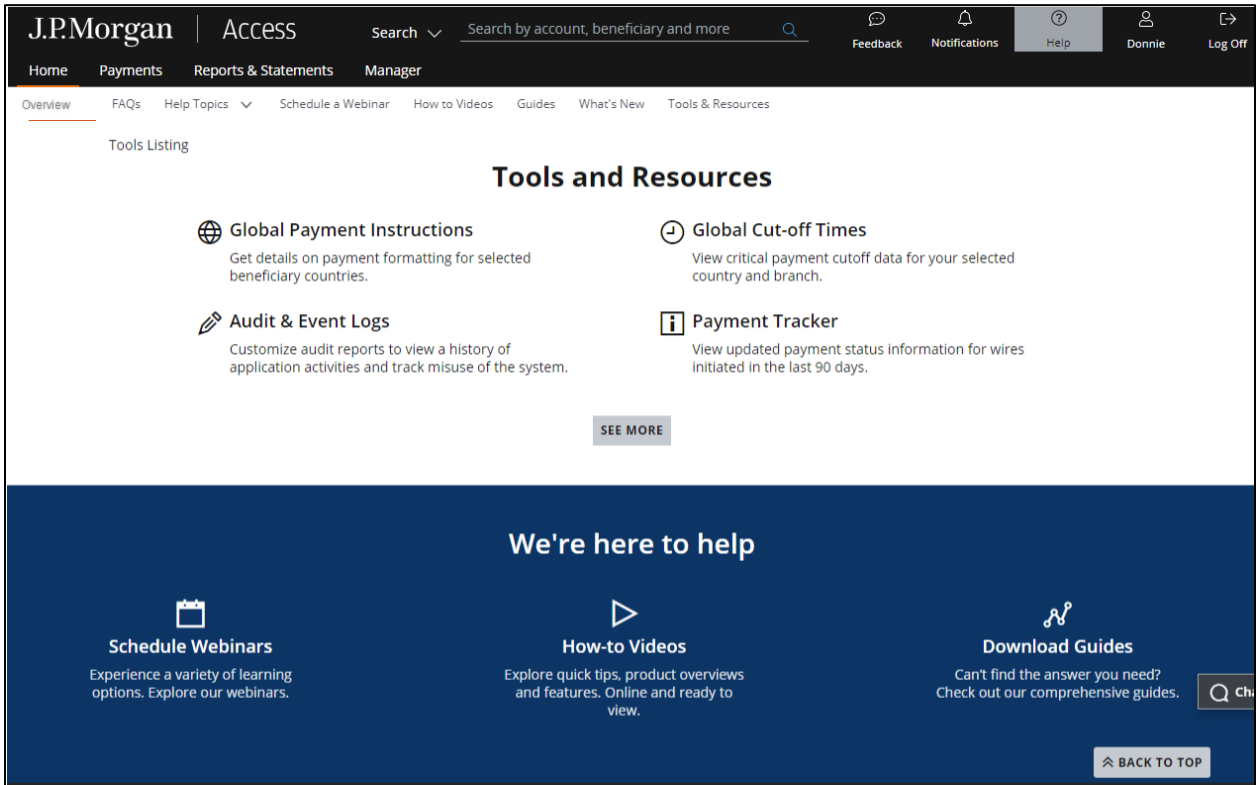 J.P.Morgan | Access Search Search by account, beneficiary and more Feedback Notifications Help Donnie Log Off
Home Payments Reports & Statements Manager
Overview FAQs Help Topics Schedule a Webinar How to Videos Guides What's New Tools & Resources
Tools Listing
Tools and Resources
Global Payment Instructions
Get details on payment formatting for selected
beneficiary countries.
Global Cut-off Times
View critical payment cutoff data for your selected
country and branch.
Audit & Event Logs
Customize audit reports to view a history of
application activities and track misuse of the system.
Payment Tracker
View updated payment status information for wires
initiated in the last 90 days.
SEE MORE
We're here to help
Schedule Webinars
Experience a variety of learning
options. Explore our webinars.
How-to Videos
Explore quick tips, product overviews
and features. Online and ready to
view.
Download Guides
Can't find the answer you need?
Check out our comprehensive guides.
BACK TO TOP